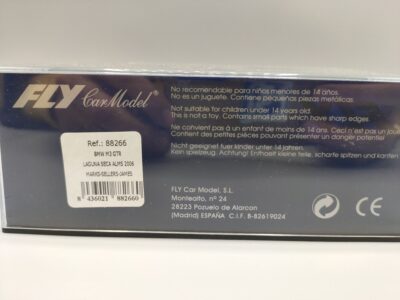 FLY Car Model®
Ref.: 88266
BMW M3 GTR
LAGUNA SECA ALMS 2006
MARKS-SELLERS-JAMES
8 436021 882660
No recomendable para niños menores de 14 años.
No es un juguete. Contiene pequeñas piezas metálicas.
Not suitable for children under 14 years old.
This is not a toy. Contains small parts which have sharp edges.
Ne convient pas à un enfant de moins de 14 ans. Ceci n'est pas un jouet
Contient des petites pièces pouvant présenter un danger potentiel
Nicht geeignet fuer kinder unter 14 Jahren.
Kein spielzeug. Achtung! Enthaelt kleine teile, scharfe spitzen und kanten
FLY Car Model, S.L.
Montealto, nº 24
28223 Pozuelo de Alarcon
(Madrid) ESPAÑA C.I.F. B-82619024
CE